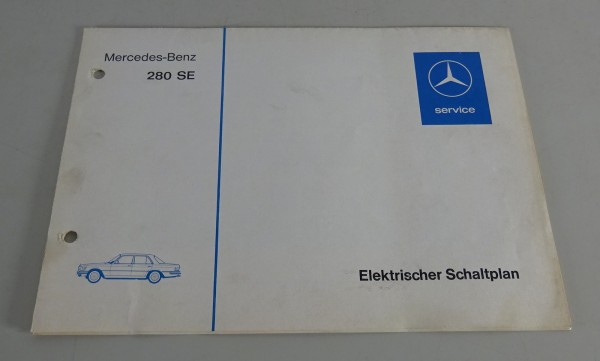 Mercedes-Benz
280 SE
service
Elektrischer Schaltplan